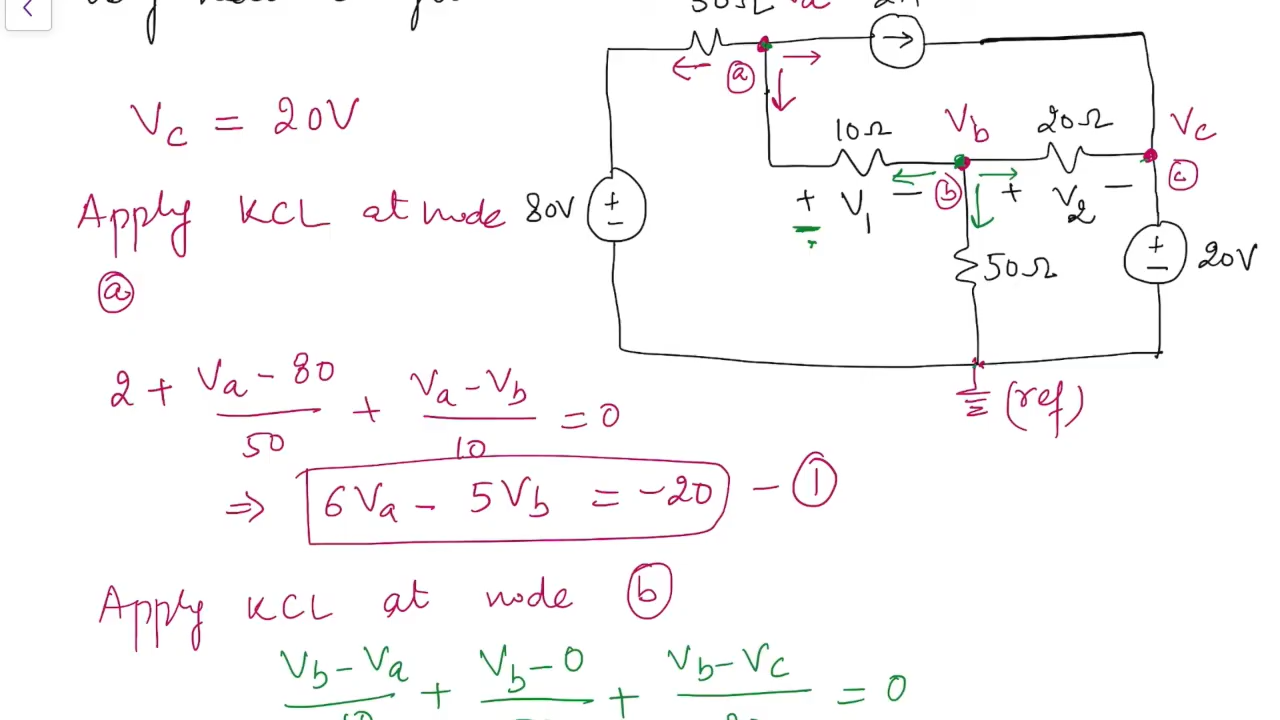 Vc = 20V
Apply KCL at node
ⓐ
2 + Va - 80 / 50 + Va - Vb / 10 = 0
⇒ 6Va - 5Vb = -20 - ①
Apply KCL at node ⓑ
Vb - Va / 10 + Vb - 0 / + Vb - Vc / = 0
ⓐ
10Ω
Vb
20Ω
Vc
ⓑ
ⓒ
80V
+
-
+ V1 -
+ V2 -
50Ω
+
-
20V
(ref)